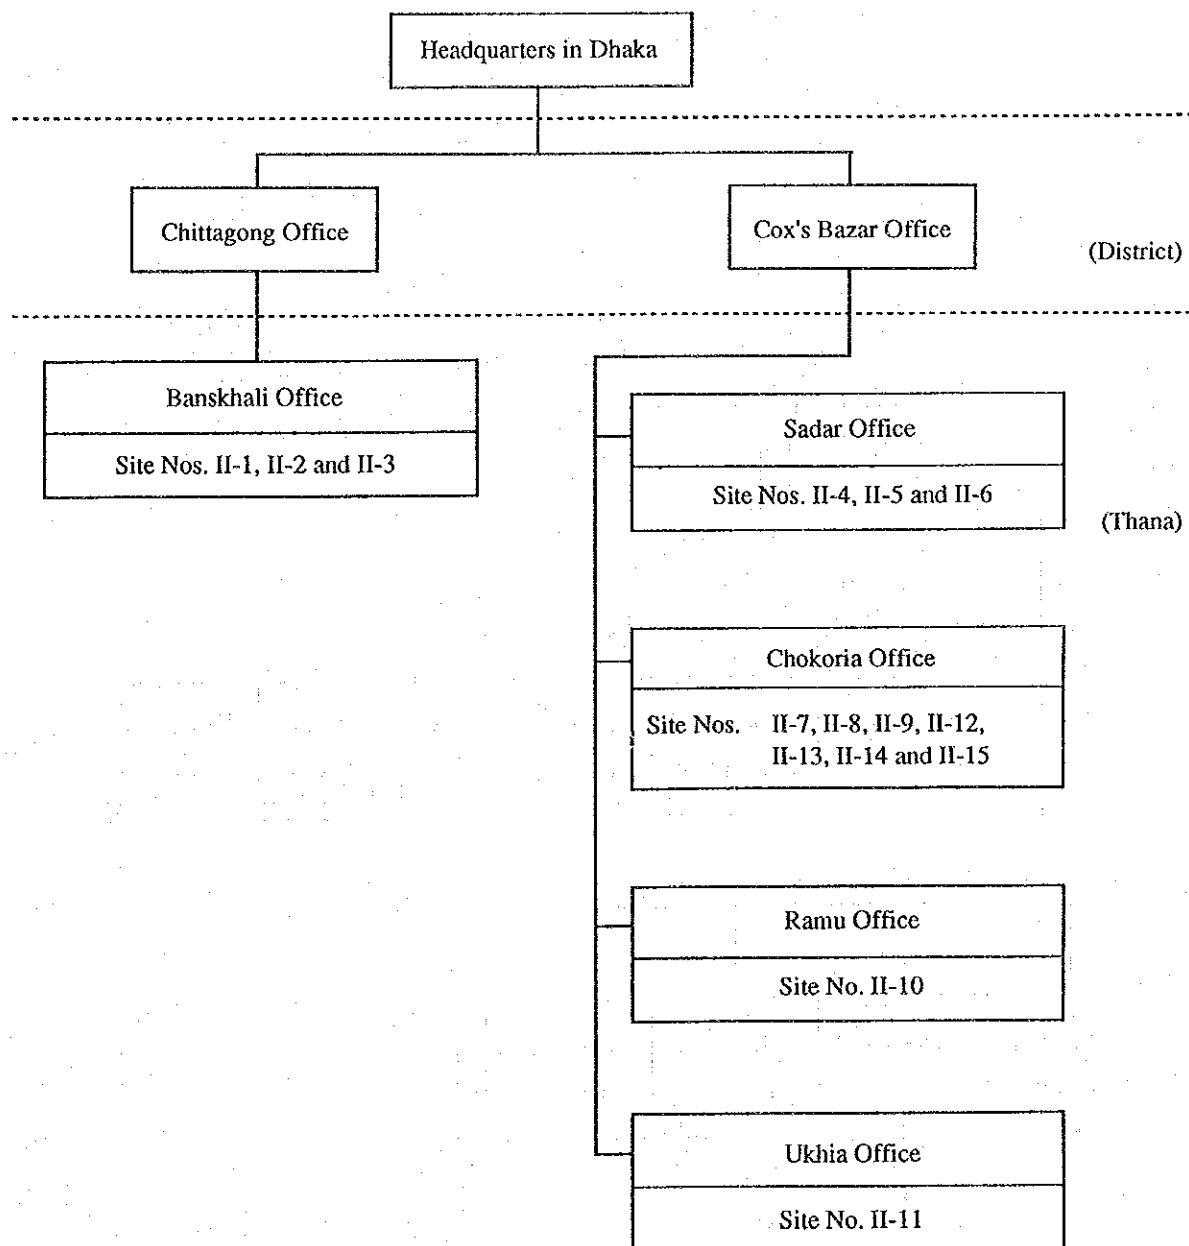 Headquarters in Dhaka
Chittagong Office
Cox's Bazar Office
(District)
Banskhali Office
Site Nos. II-1, II-2 and II-3
Sadar Office
Site Nos. II-4, II-5 and II-6
(Thana)
Chokoria Office
Site Nos. II-7, II-8, II-9, II-12,
II-13, II-14 and II-15
Ramu Office
Site No. II-10
Ukhia Office
Site No. II-11